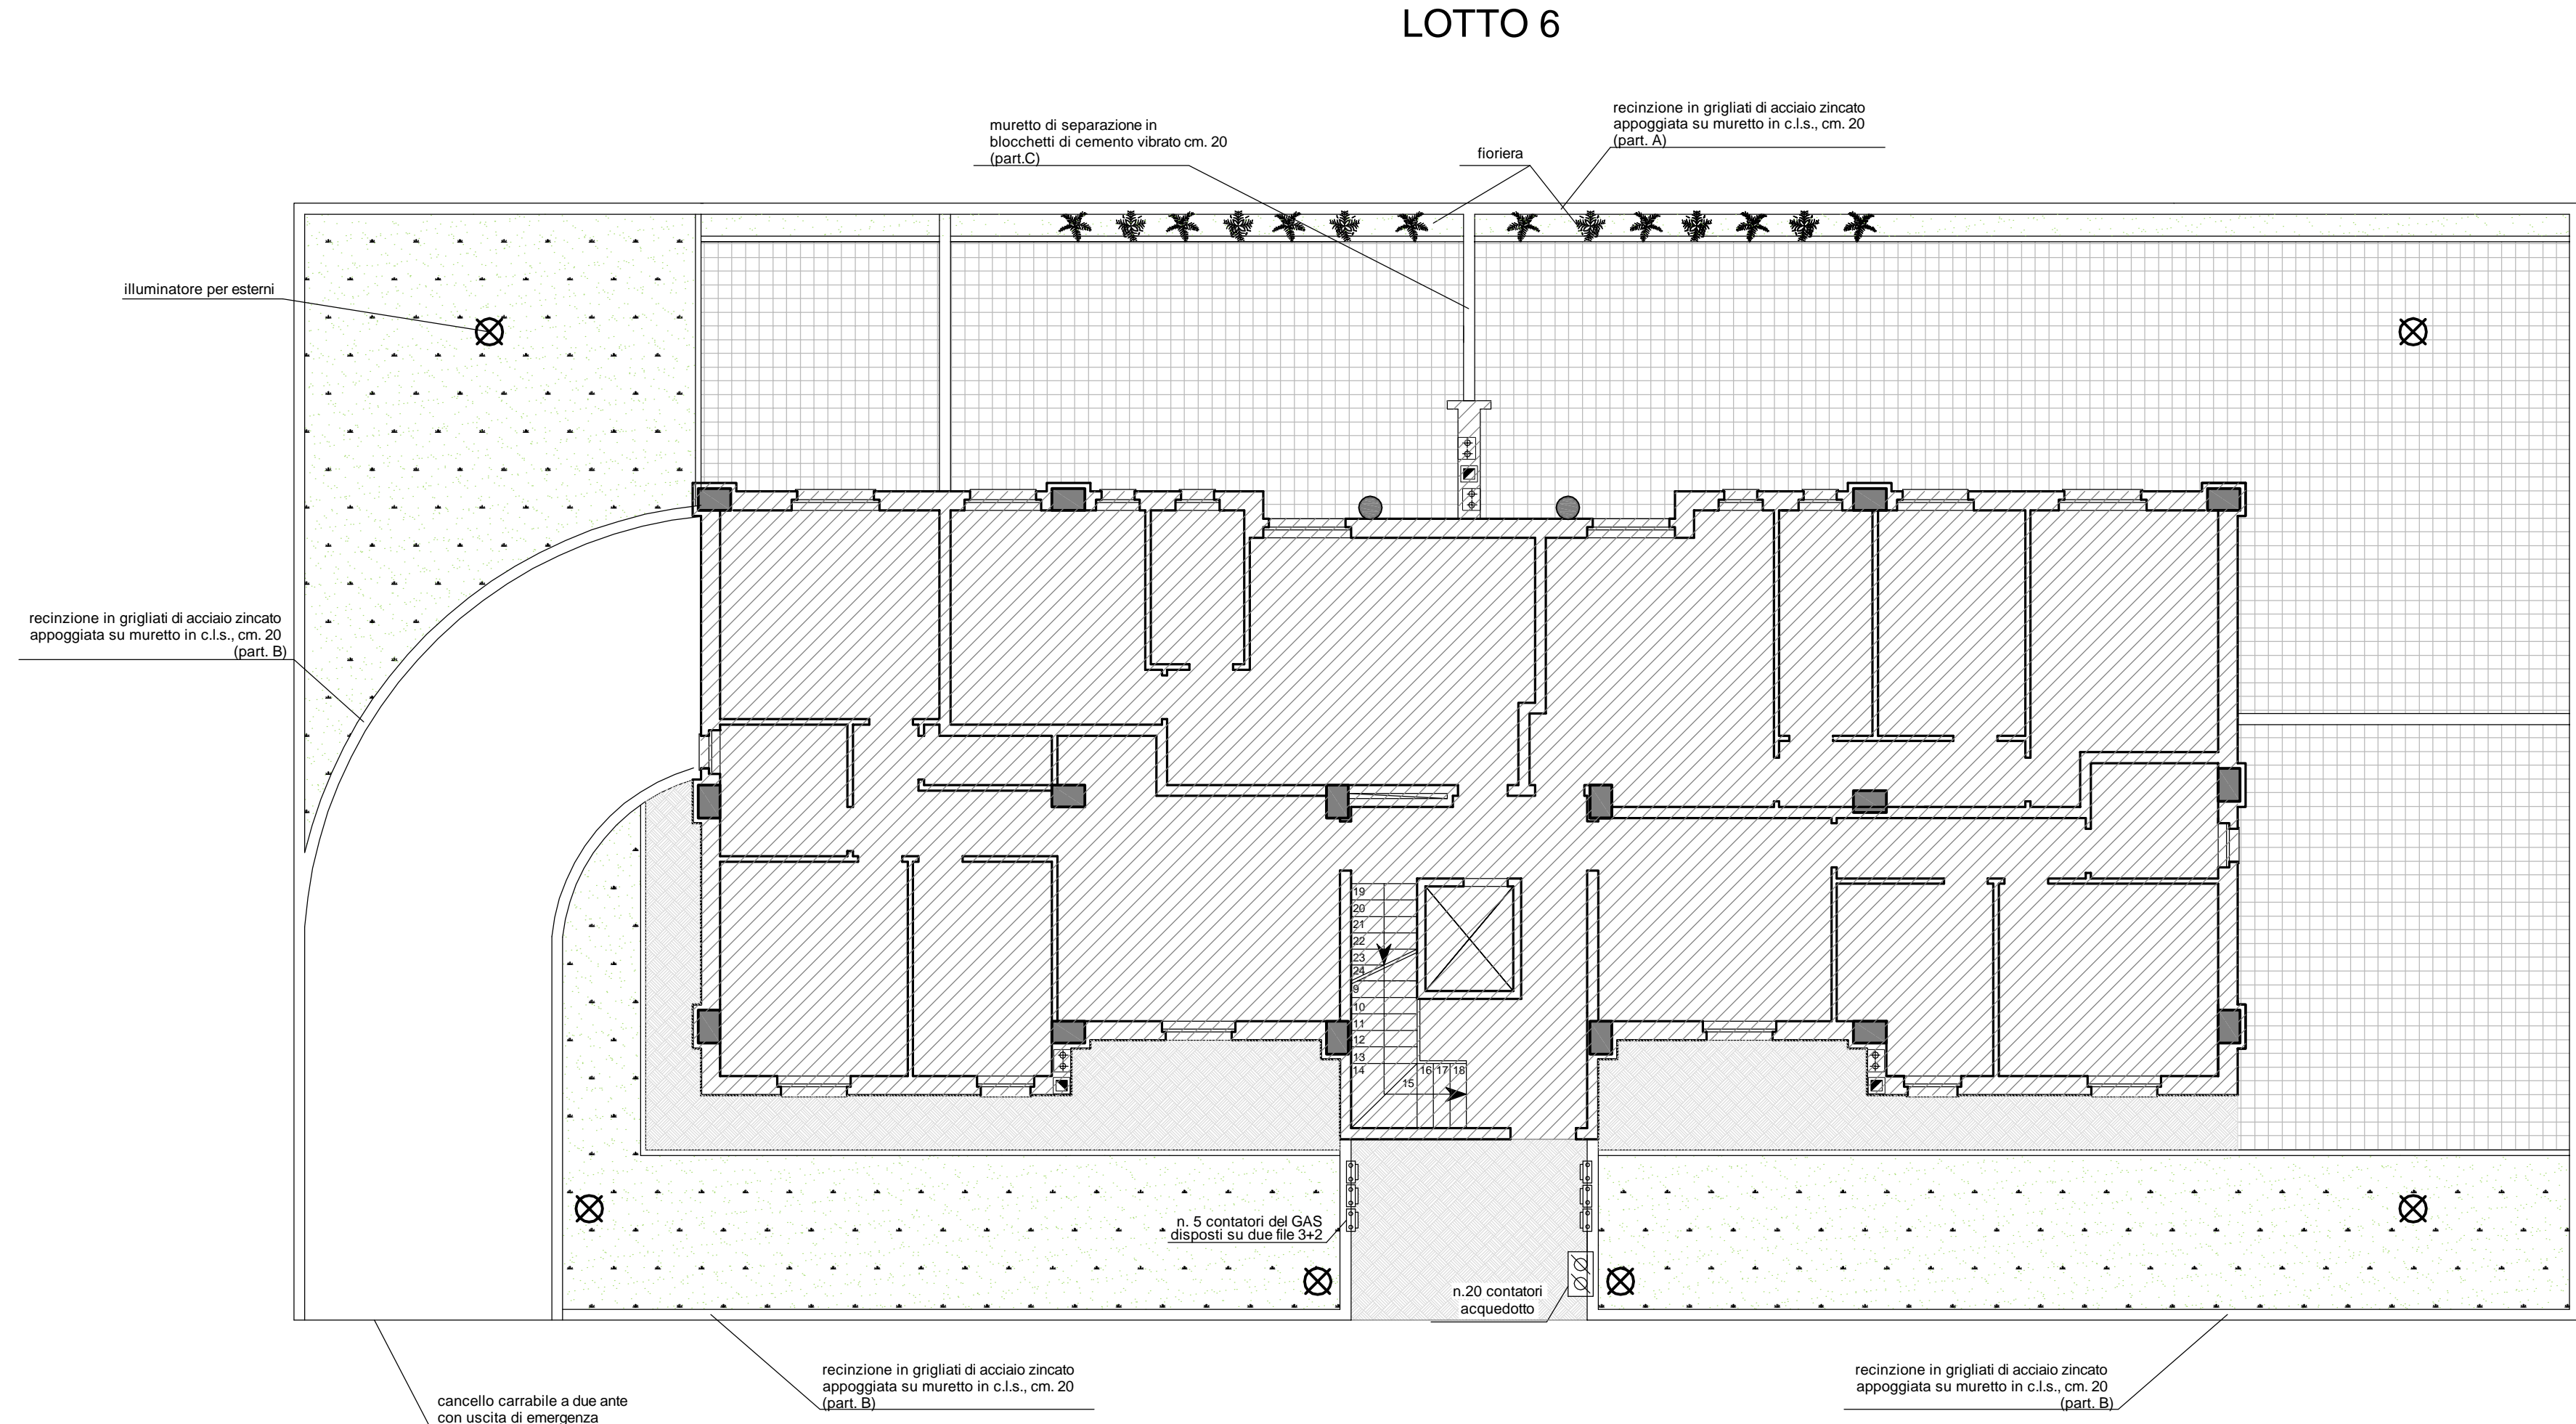 LOTTO 6
recinzione in grigliati di acciaio zincato
appoggiata su muretto in c.l.s., cm. 20
(part. A)
muretto di separazione in
blocchetti di cemento vibrato cm. 20
(part.C)
fioriera
illuminatore per esterni
recinzione in grigliati di acciaio zincato
appoggiata su muretto in c.l.s., cm. 20
(part. B)
19
20
21
22
23
24
9
10
11
12
13
14
15
16 17 18
n. 5 contatori del GAS
disposti su due file 3+2
n.20 contatori
acquedotto
recinzione in grigliati di acciaio zincato
appoggiata su muretto in c.l.s., cm. 20
(part. B)
recinzione in grigliati di acciaio zincato
appoggiata su muretto in c.l.s., cm. 20
(part. B)
cancello carrabile a due ante
con uscita di emergenza